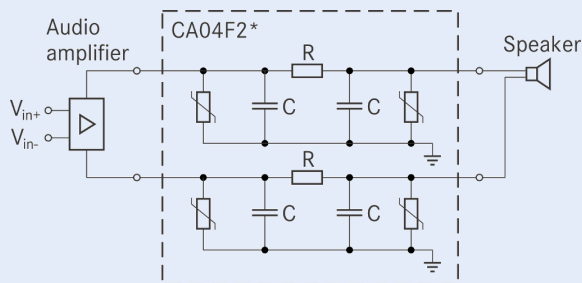 Audio
amplifier
CA04F2*
Speaker
R
Vin+
C
C
Vin-
R
C
C